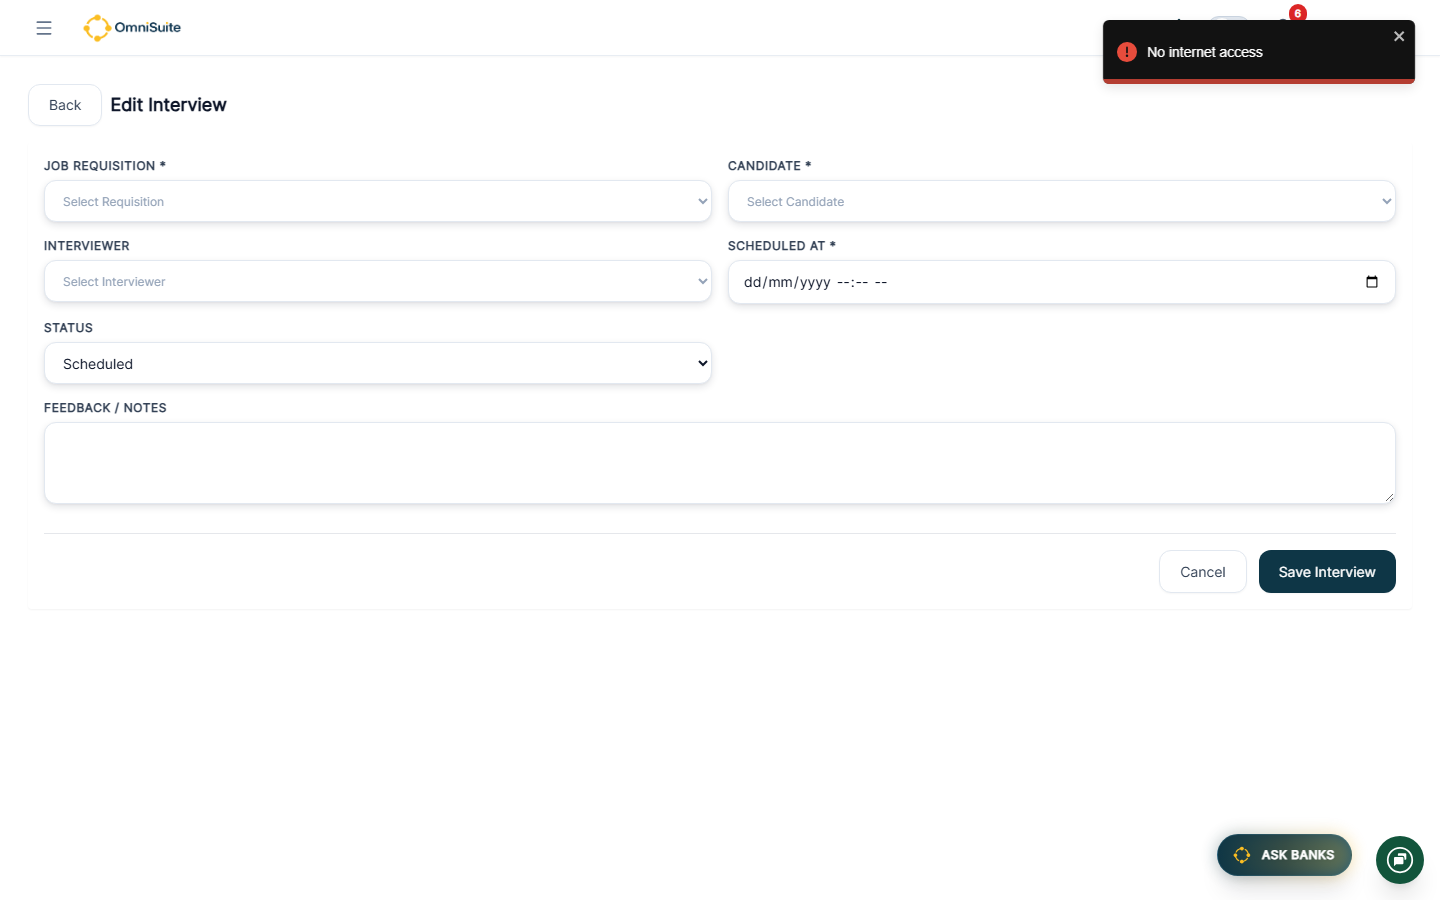 OmniSuite
6
No internet access
Back
Edit Interview
JOB REQUISITION *
CANDIDATE *
Select Requisition
Select Candidate
INTERVIEWER
SCHEDULED AT *
Select Interviewer
dd/mm/yyyy --:-- --
STATUS
Scheduled
FEEDBACK / NOTES
Cancel
Save Interview
ASK BANKS